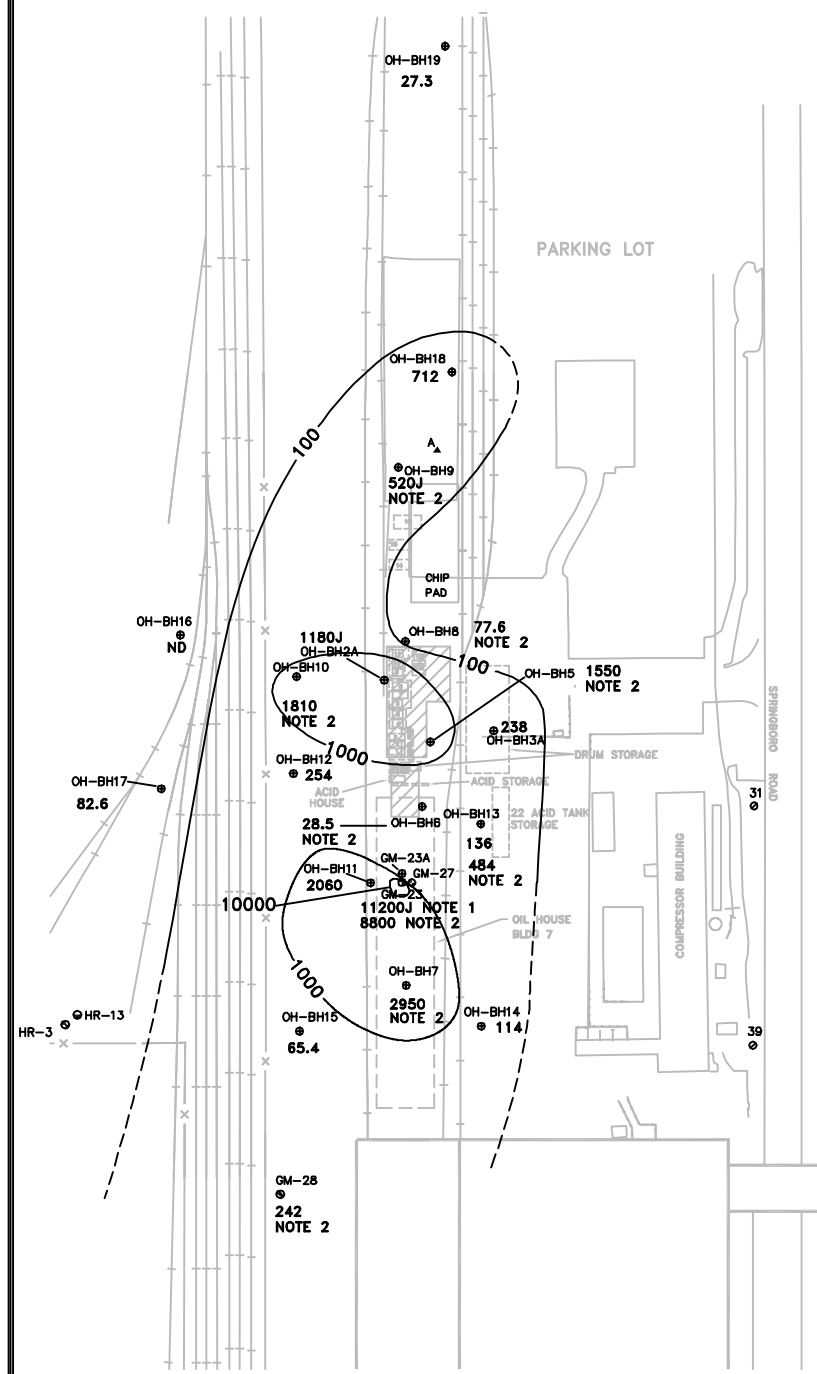 OH-BH19
27.3
PARKING LOT
OH-BH18
712
100
A
OH-BH9
520J
NOTE 2
CHIP
PAD
OH-BH16
ND
1180J
OH-BH2A
OH-BH8
77.6
NOTE 2
100
OH-BH10
OH-BH5
1550
NOTE 2
1810
NOTE 2
238
OH-BH3A
1000
SPRINGBORO ROAD
OH-BH12
254
DRUM STORAGE
OH-BH17
82.6
ACID
HOUSE
ACID STORAGE
31
28.5
NOTE 2
OH-BH6
OH-BH13
136
22 ACID TANK
STORAGE
484
NOTE 2
GM-23A
OH-BH11
2060
GM-27
GM-23
10000
11200J NOTE 1
8800 NOTE 2
OIL HOUSE
BLDG 7
COMPRESSOR BUILDING
1000
OH-BH7
2950
NOTE 2
HR-13
HR-3
OH-BH15
65.4
OH-BH14
114
39
GM-28
242
NOTE 2